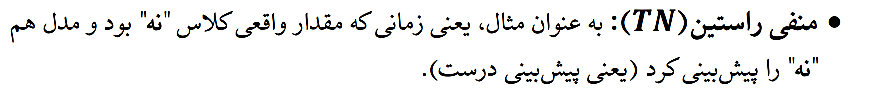 • منفی راستین (TN): به عنوان مثال، یعنی زمانی که مقدار واقعی کلاس "نه" بود و مدل هم
"نه" را پیش‌بینی کرد (یعنی پیش‌بینی درست).